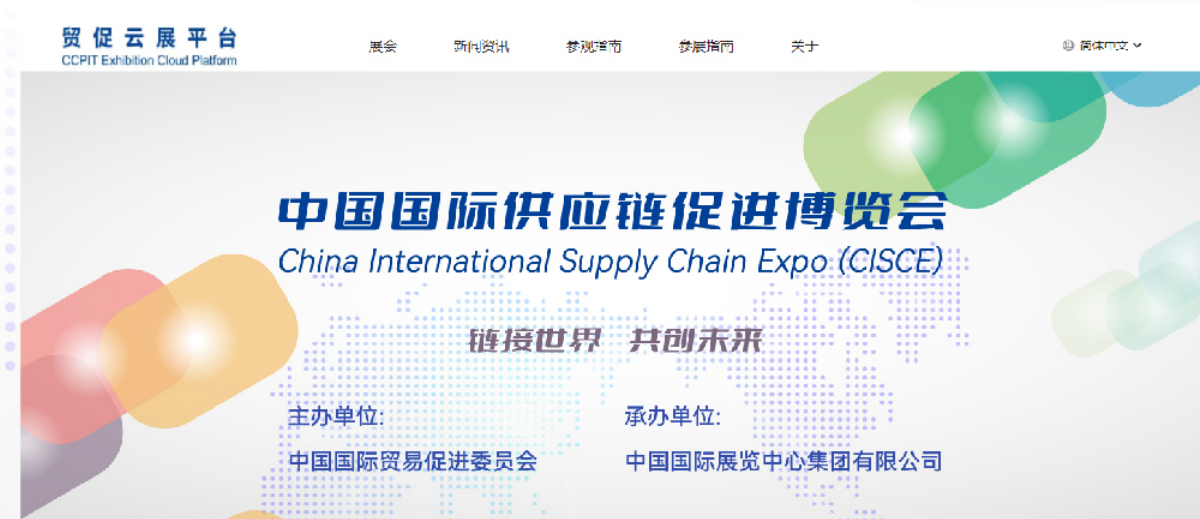 贸促云展平台
CCPIT Exhibition Cloud Platform
展会 新闻资讯 参观指南 参展指南 关于 简体中文
中国国际供应链促进博览会
China International Supply Chain Expo (CISCE)
链接世界 共创未来
主办单位: 承办单位:
中国国际贸易促进委员会 中国国际展览中心集团有限公司